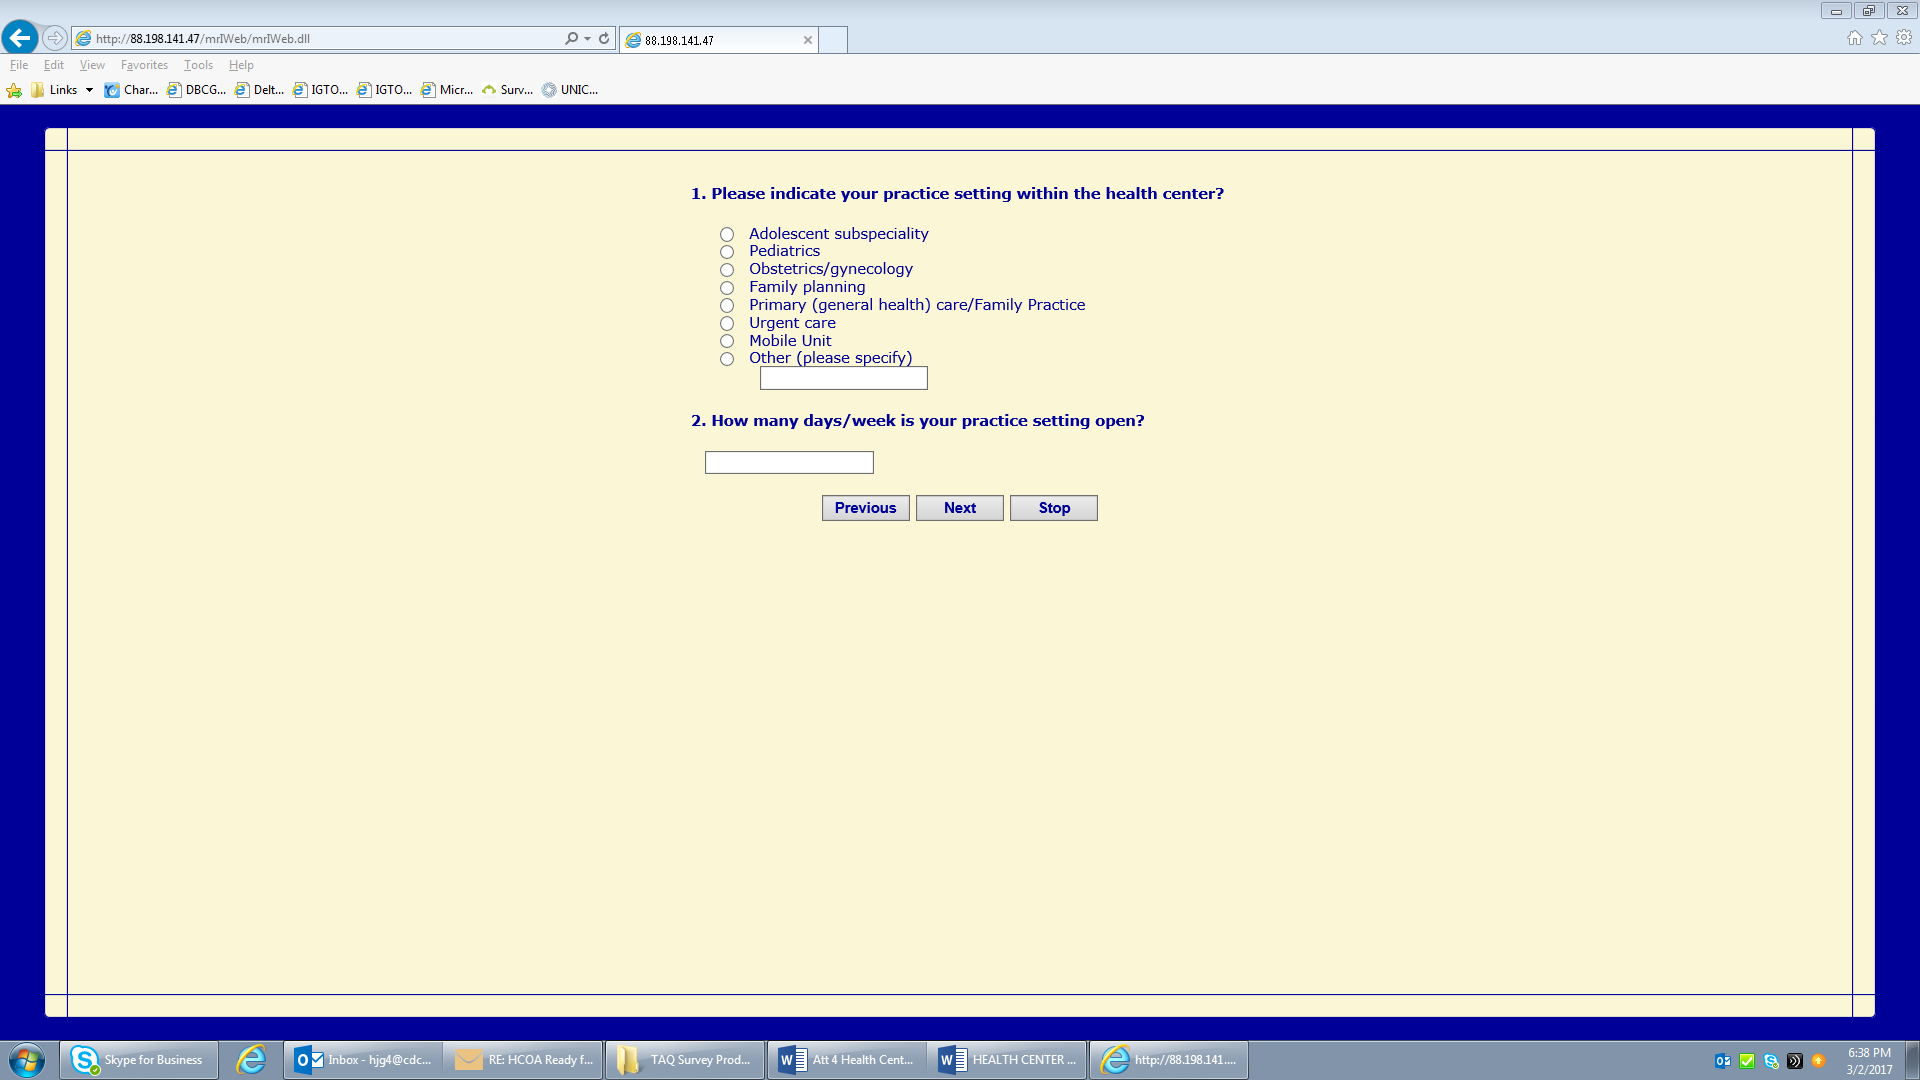 http://88.198.141.47/mrIWeb/mrIWeb.dll
88.198.141.47
File Edit View Favorites Tools Help
Links Char... DBCG... Delt... IGTO... IGTO... Micr... Surv... UNIC...
1. Please indicate your practice setting within the health center?
Adolescent subspeciality
Pediatrics
Obstetrics/gynecology
Family planning
Primary (general health) care/Family Practice
Urgent care
Mobile Unit
Other (please specify)
2. How many days/week is your practice setting open?
Previous Next Stop
Skype for Business Inbox - hjg4@cdc... RE: HCOA Ready f... TAQ Survey Prod... Att 4 Health Cent... HEALTH CENTER ... http://88.198.141....
6:38 PM
3/2/2017